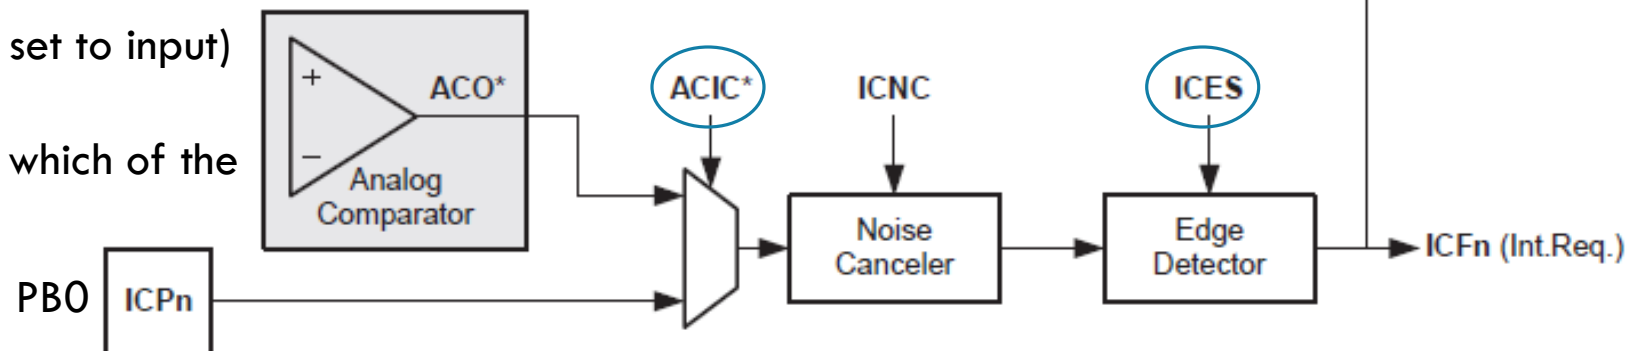 set to input)
+
ACO*
ACIC*
ICNC
ICES
which of the
−
Analog
Comparator
Noise
Canceler
Edge
Detector
ICFn (Int.Req.)
PB0
ICPn